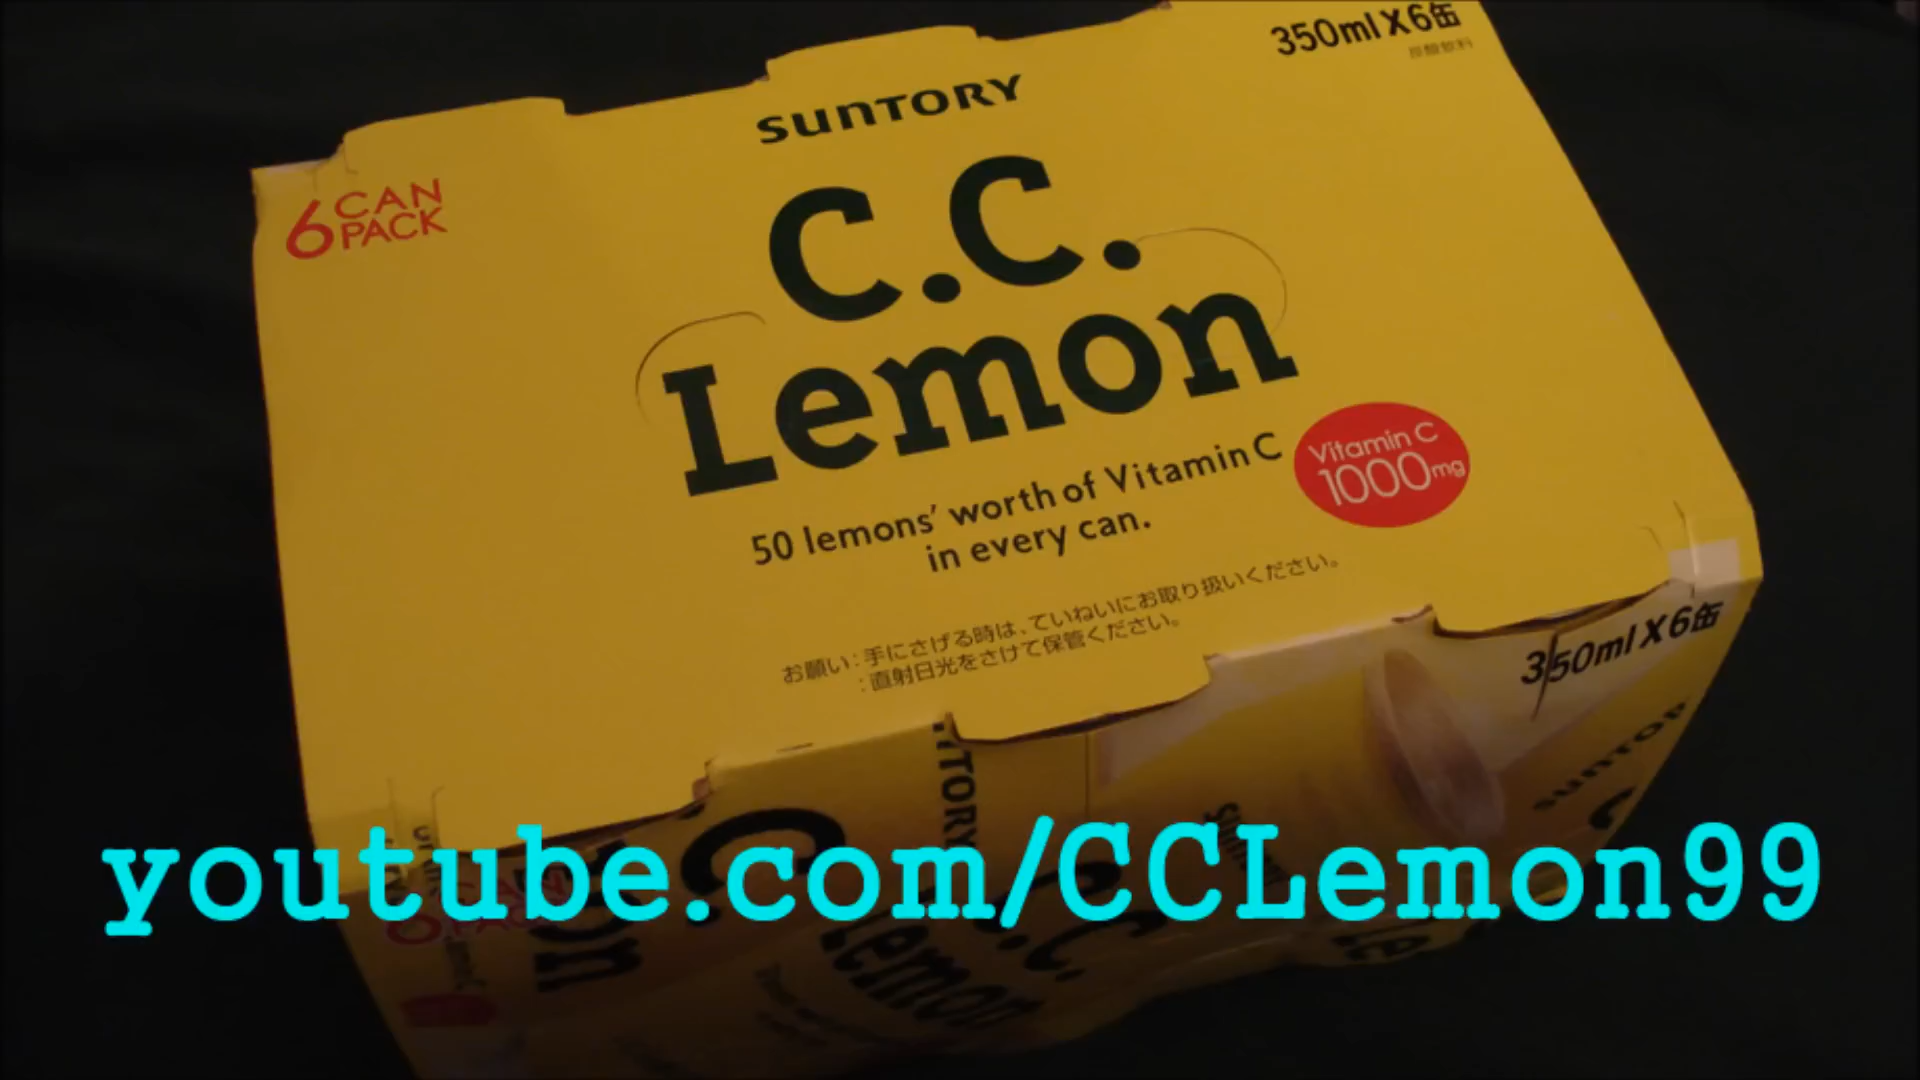 350ml X 6缶
炭酸飲料
SUNTORY
6 CAN
PACK
C.C.
Lemon
50 lemons' worth of Vitamin C
in every can.
Vitamin C
1000mg
お願い:手にさげる時は、ていねいにお取り扱いください。
:直射日光をさけて保管ください。
350ml X 6缶
SUNTORY
youtube.com/CCLemon99
C.C.
Lemon